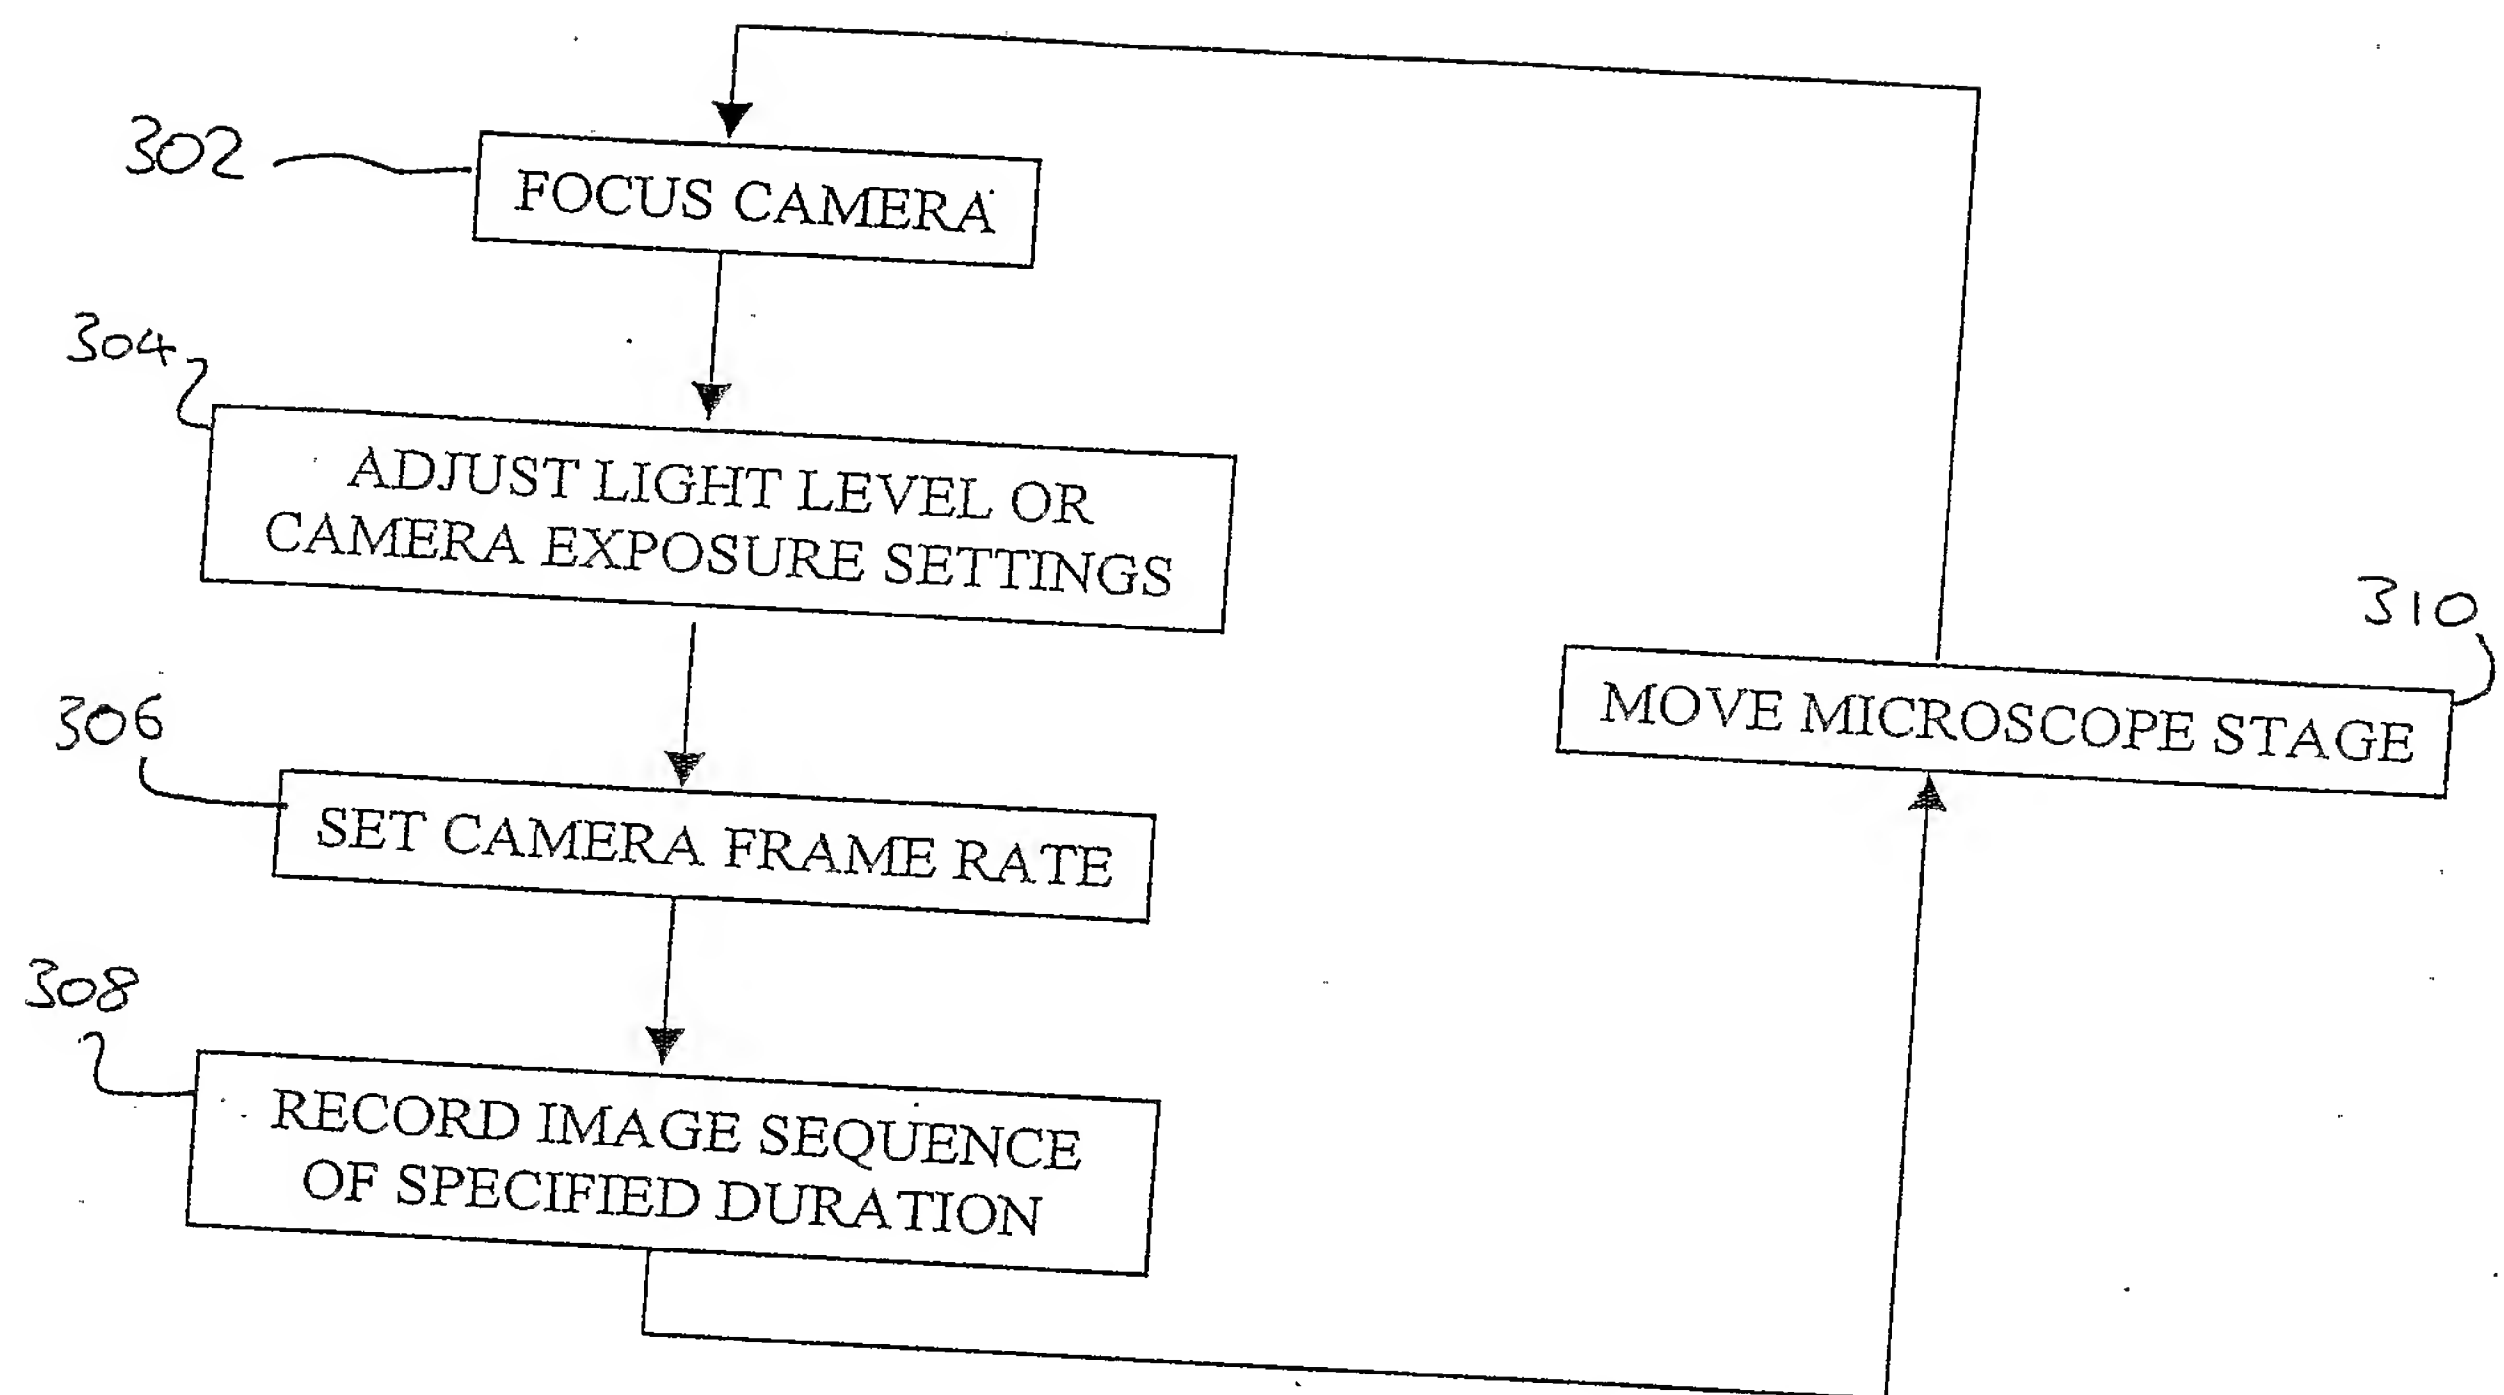 302
FOCUS CAMERA
304
ADJUST LIGHT LEVEL OR
CAMERA EXPOSURE SETTINGS
306
SET CAMERA FRAME RATE
308
RECORD IMAGE SEQUENCE
OF SPECIFIED DURATION
310
MOVE MICROSCOPE STAGE